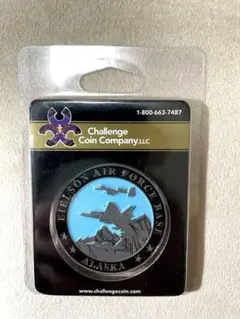 1-800-663-7487
Challenge
Coin Company,LLC
EIELSON AIR FORCE BASE
ALASKA
www.challengecoin.com